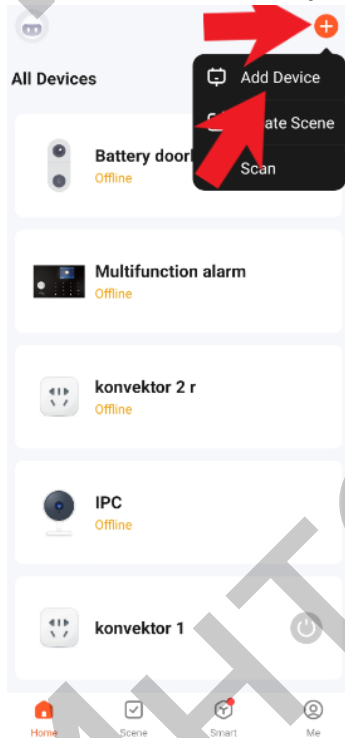 All Devices
Add Device
Scene
Scan
Battery
Offline
Multifunction alarm
Offline
konvektor 2 r
Offline
IPC
Offline
konvektor 1
Home
Scene
Smart
Me